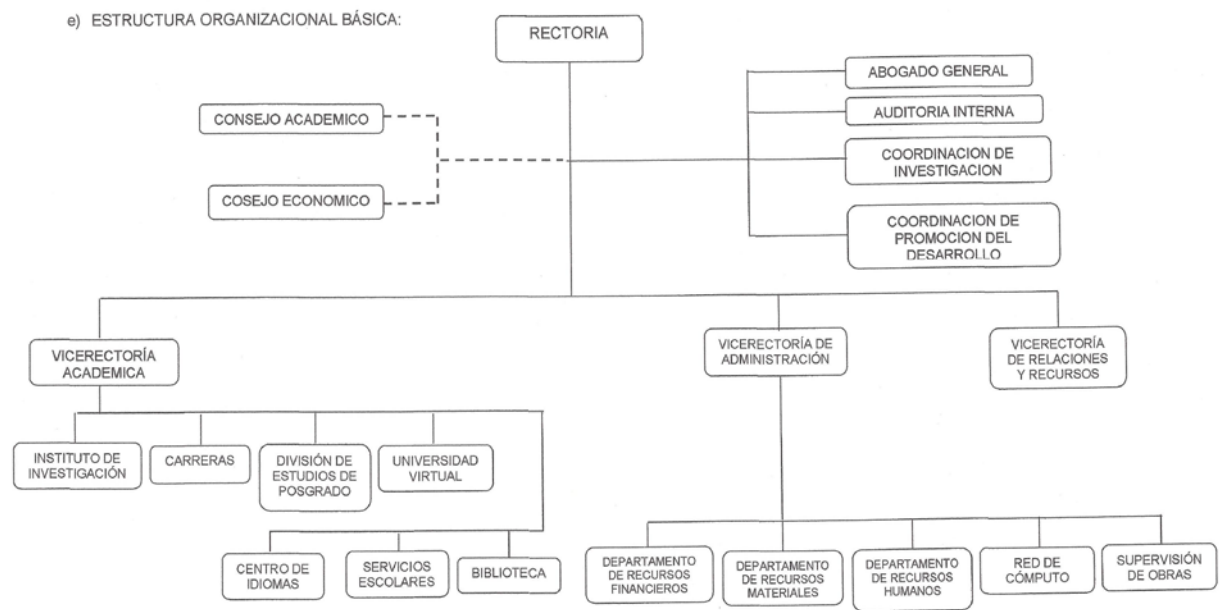 e) ESTRUCTURA ORGANIZACIONAL BÁSICA:
RECTORIA
ABOGADO GENERAL
AUDITORIA INTERNA
CONSEJO ACADEMICO
COORDINACION DE
INVESTIGACION
COSEJO ECONOMICO
COORDINACION DE
PROMOCION DEL
DESARROLLO
VICERECTORÍA
ACADEMICA
VICERECTORÍA DE
ADMINISTRACIÓN
VICERECTORÍA
DE RELACIONES
Y RECURSOS
INSTITUTO DE
INVESTIGACIÓN
CARRERAS
DIVISIÓN DE
ESTUDIOS DE
POSGRADO
UNIVERSIDAD
VIRTUAL
CENTRO DE
IDIOMAS
SERVICIOS
ESCOLARES
BIBLIOTECA
DEPARTAMENTO
DE RECURSOS
FINANCIEROS
DEPARTAMENTO
DE RECURSOS
MATERIALES
DEPARTAMENTO
DE RECURSOS
HUMANOS
RED DE
CÓMPUTO
SUPERVISIÓN
DE OBRAS